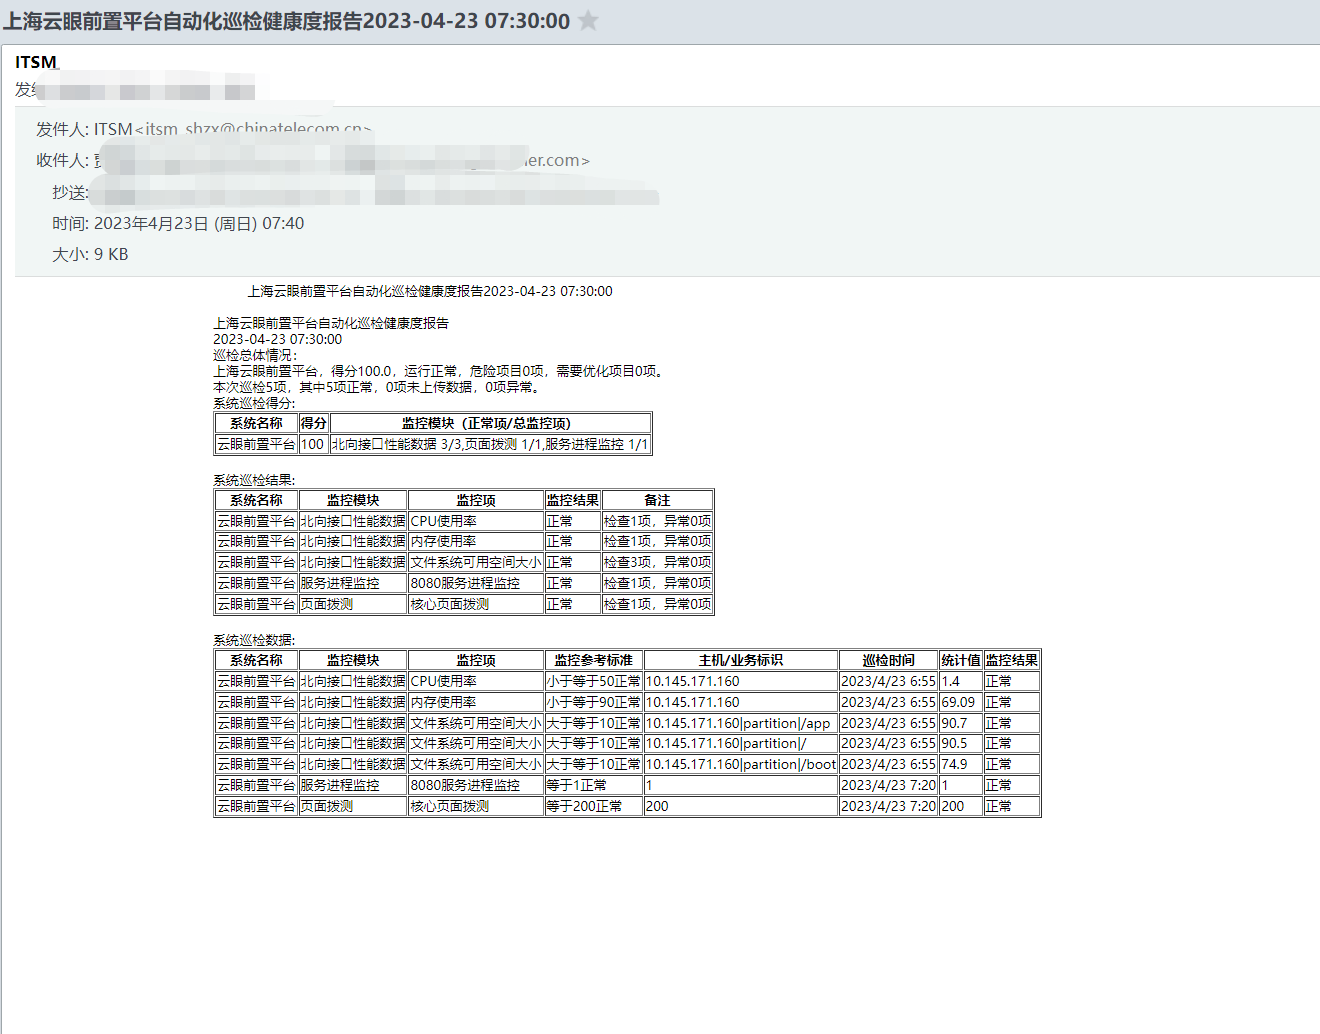 上海云眼前置平台自动化巡检健康度报告2023-04-23 07:30:00
ITSM
发件人: ITSM<itsm_shzx@chinatelecom.cn>
收件人: er.com>
抄送:
时间: 2023年4月23日 (周日) 07:40
大小: 9 KB
上海云眼前置平台自动化巡检健康度报告2023-04-23 07:30:00
上海云眼前置平台自动化巡检健康度报告
2023-04-23 07:30:00
巡检总体情况：
上海云眼前置平台，得分100.0，运行正常，危险项目0项，需要优化项目0项。
本次巡检5项，其中5项正常，0项未上传数据，0项异常。
系统巡检得分:
系统名称 得分 监控模块（正常项/总监控项）
云眼前置平台 100 北向接口性能数据 3/3,页面拨测 1/1,服务进程监控 1/1
系统巡检结果:
系统名称 监控模块 监控项 监控结果 备注
云眼前置平台 北向接口性能数据 CPU使用率 正常 检查1项，异常0项
云眼前置平台 北向接口性能数据 内存使用率 正常 检查1项，异常0项
云眼前置平台 北向接口性能数据 文件系统可用空间大小 正常 检查3项，异常0项
云眼前置平台 服务进程监控 8080服务进程监控 正常 检查1项，异常0项
云眼前置平台 页面拨测 核心页面拨测 正常 检查1项，异常0项
系统巡检数据:
系统名称 监控模块 监控项 监控参考标准 主机/业务标识 巡检时间 统计值 监控结果
云眼前置平台 北向接口性能数据 CPU使用率 小于等于50正常 10.145.171.160 2023/4/23 6:55 1.4 正常
云眼前置平台 北向接口性能数据 内存使用率 小于等于90正常 10.145.171.160 2023/4/23 6:55 69.09 正常
云眼前置平台 北向接口性能数据 文件系统可用空间大小 大于等于10正常 10.145.171.160|partition|/app 2023/4/23 6:55 90.7 正常
云眼前置平台 北向接口性能数据 文件系统可用空间大小 大于等于10正常 10.145.171.160|partition|/ 2023/4/23 6:55 90.5 正常
云眼前置平台 北向接口性能数据 文件系统可用空间大小 大于等于10正常 10.145.171.160|partition|/boot 2023/4/23 6:55 74.9 正常
云眼前置平台 服务进程监控 8080服务进程监控 等于1正常 1 2023/4/23 7:20 1 正常
云眼前置平台 页面拨测 核心页面拨测 等于200正常 200 2023/4/23 7:20 200 正常